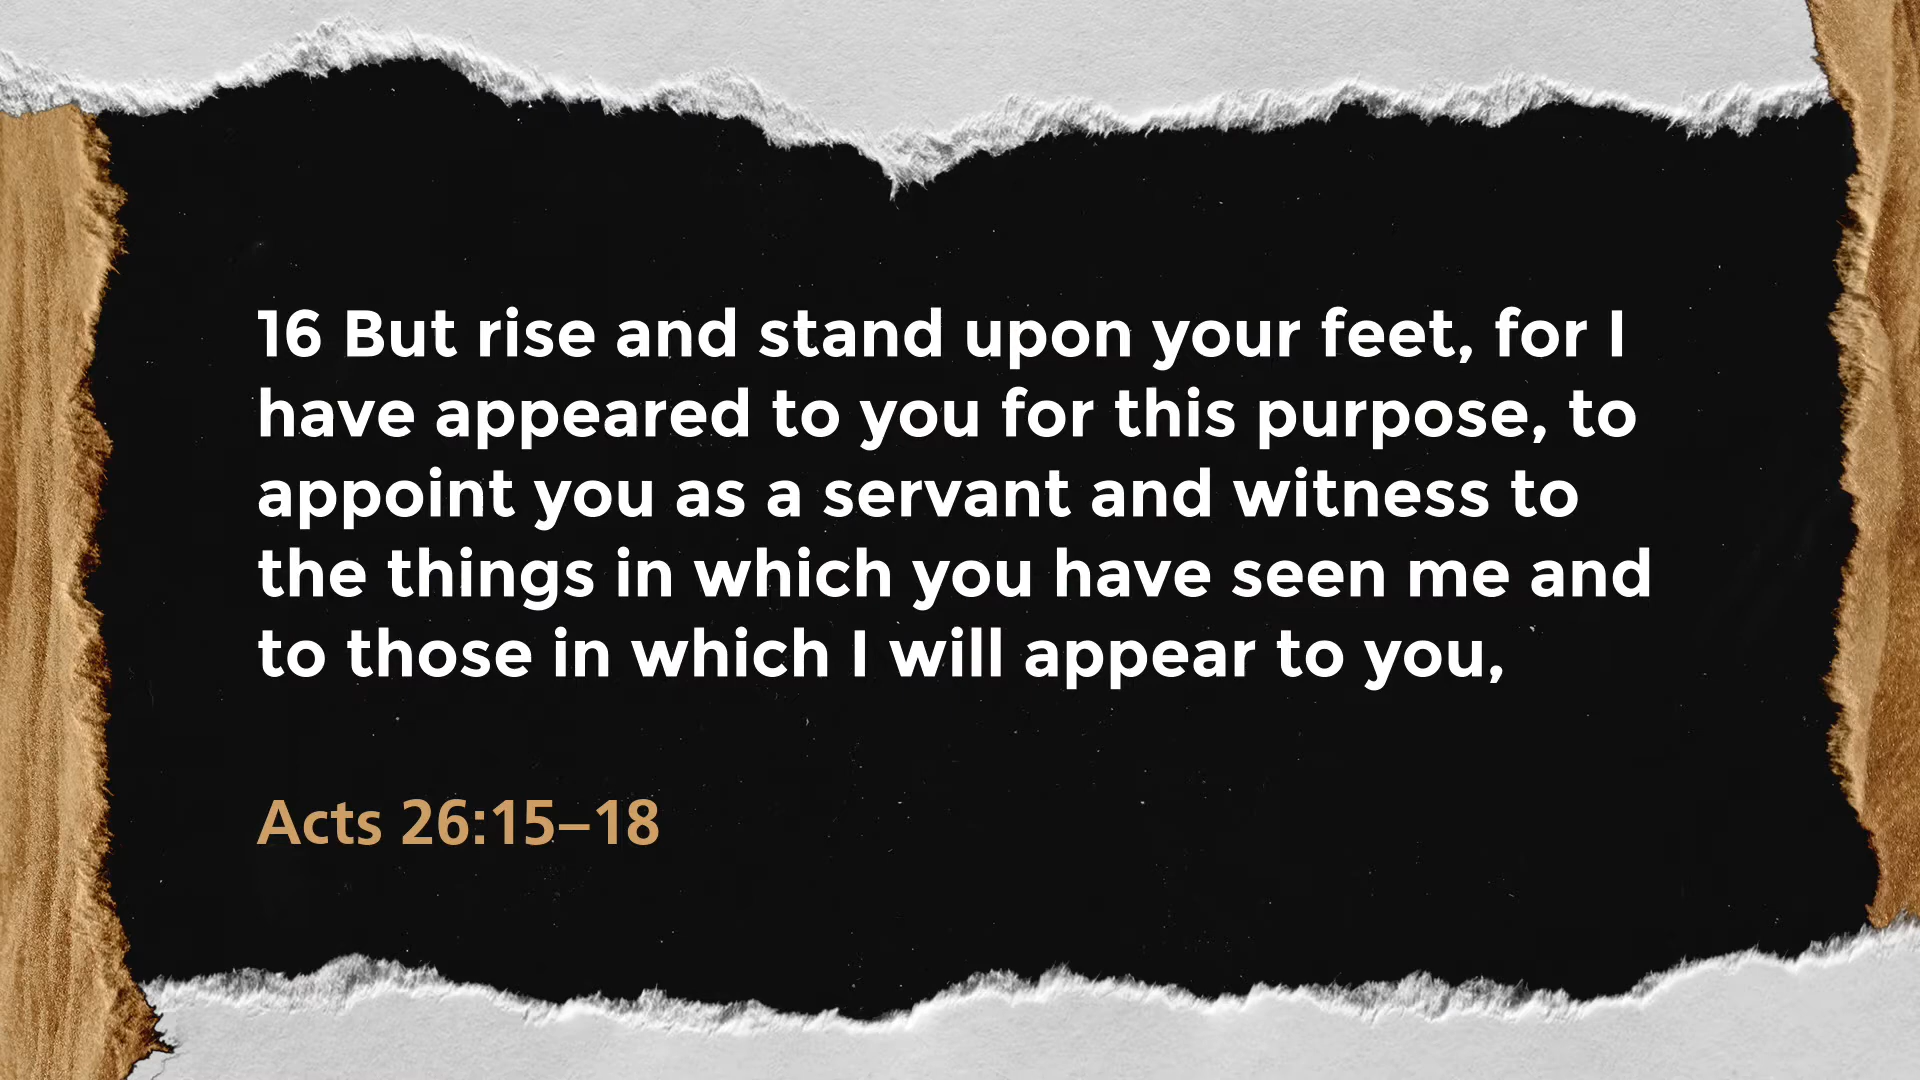 16 But rise and stand upon your feet, for I
have appeared to you for this purpose, to
appoint you as a servant and witness to
the things in which you have seen me and
to those in which I will appear to you,
Acts 26:15–18